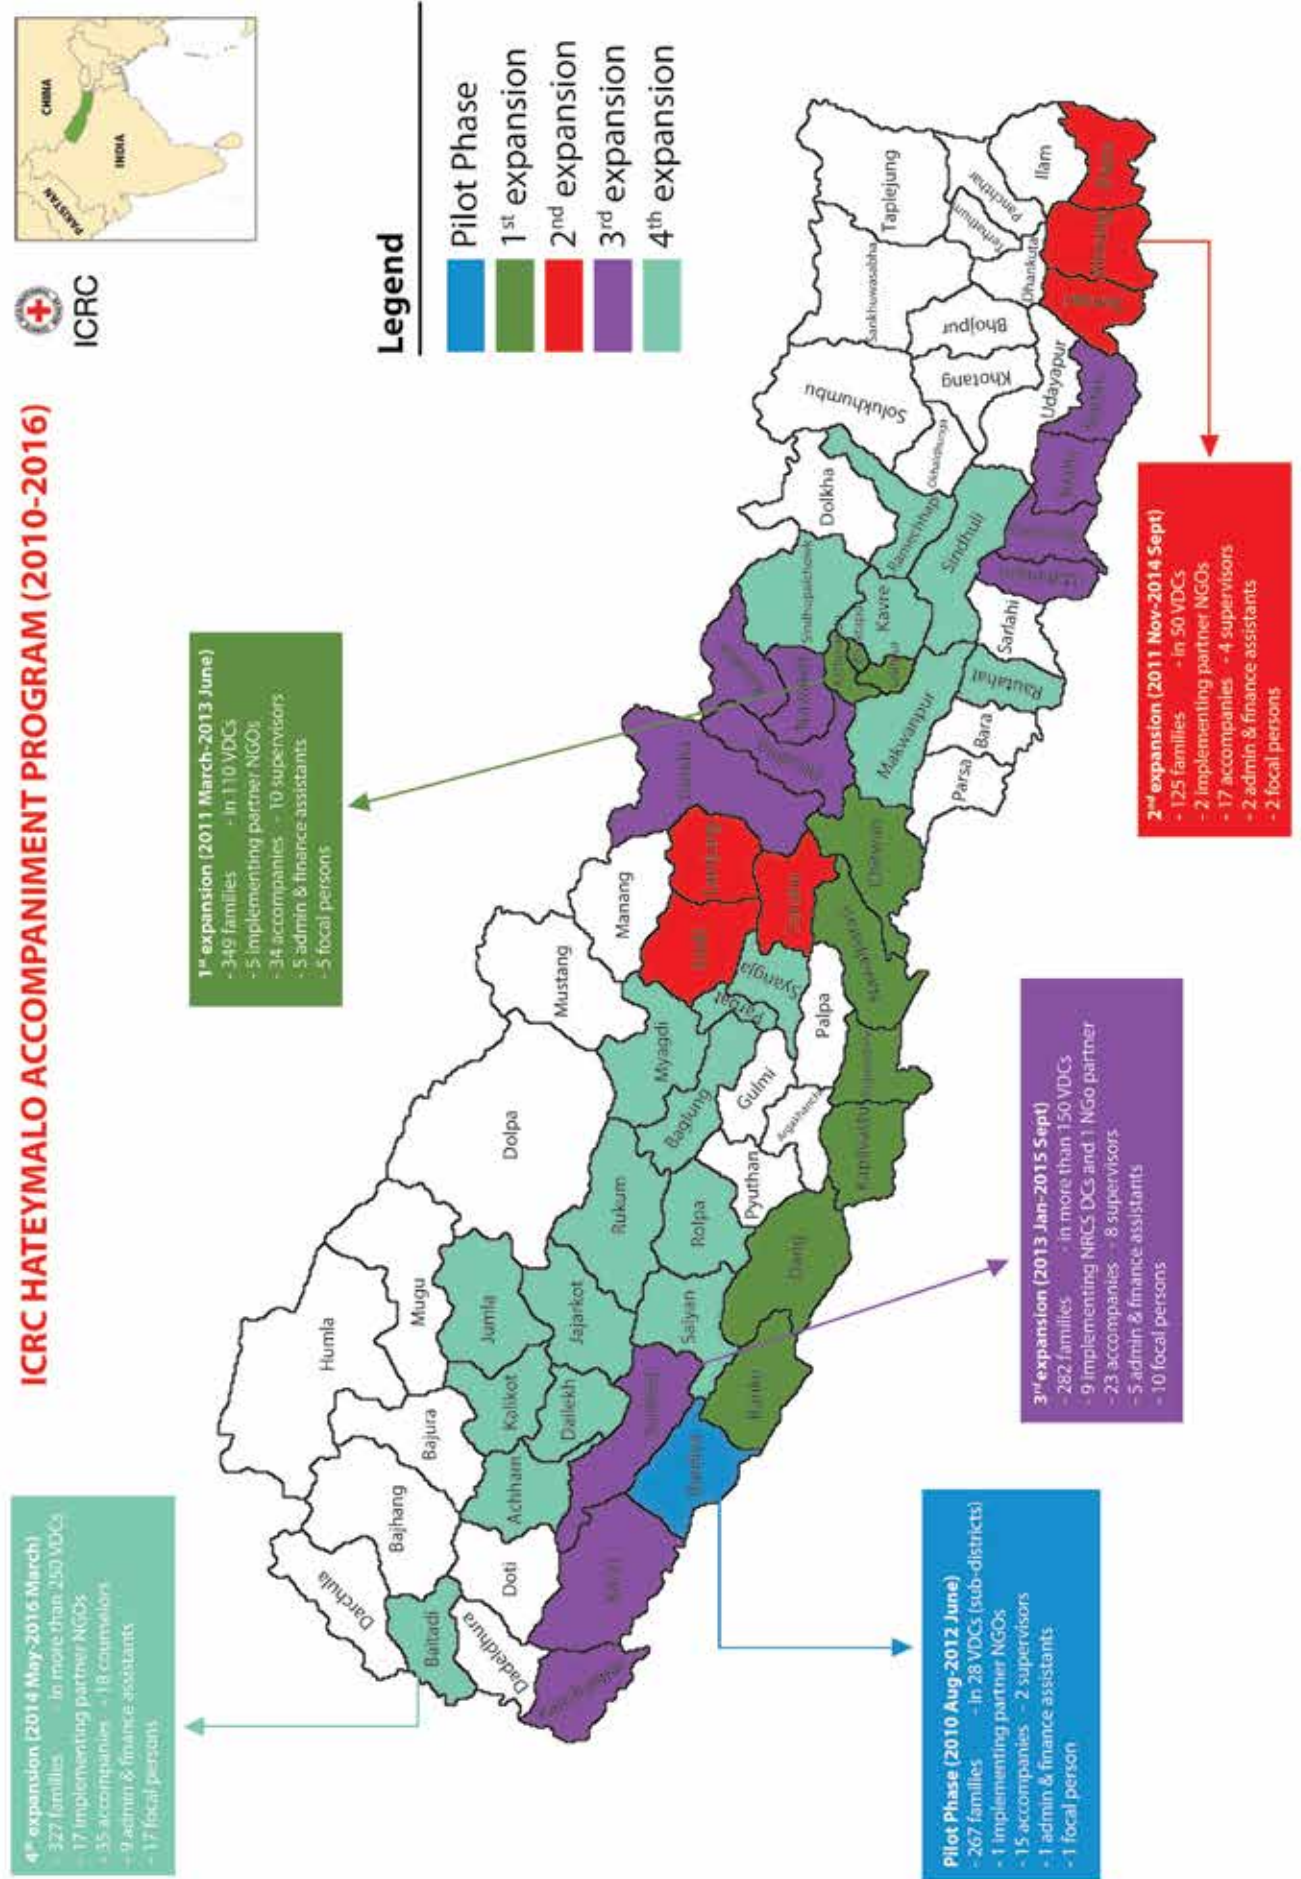 ICRC HATEYMALO ACCOMPANIMENT PROGRAM (2010-2016)
ICRC
CHINA
PAKISTAN
INDIA
Legend
Pilot Phase
1st expansion
2nd expansion
3rd expansion
4th expansion
4th expansion (2014 May-2016 March)
- 327 families - in more than 250 VDCs
- 17 implementing partner NGOs
- 35 accompanies - 18 counselors
- 9 admin & finance assistants
- 17 focal persons
1st expansion (2011 March-2013 June)
- 349 families - in 110 VDCs
- 5 implementing partner NGOs
- 34 accompanies - 10 supervisors
- 5 admin & finance assistants
- 5 focal persons
Darchula
Baitadi
Dadeldhura
Bajhang
Doti
Bajura
Achham
Humla
Mugu
Jumla
Kalikot
Dailekh
Jajarkot
Dolpa
Rukum
Rolpa
Salyan
Bardiya
Banke
Dang
Pyuthan
Mustang
Manang
Myagdi
Baglung
Parbat
Syangja
Gulmi
Argakhanchi
Palpa
Kapilvastu
Kaski
Lamjung
Chitwan
Gorkha
Makwanpur
Parsa
Bara
Rautahat
Sarlahi
Sindhupalchowk
Kavre
Ramechhap
Sindhuli
Dolkha
Solukhumbu
Okhaldhunga
Khotang
Udayapur
Bhojpur
Sankhuwasabha
Taplejung
Terhathum
Panchthar
Dhankuta
Ilam
Pilot Phase (2010 Aug-2012 June)
- 267 families - in 28 VDCs (sub-districts)
- 1 implementing partner NGOs
- 15 accompanies - 2 supervisors
- 1 admin & finance assistants
- 1 focal person
3rd expansion (2013 Jan-2015 Sept)
- 282 families - in more than 150 VDCs
- 9 implementing NRCS DCs and 1 NGo partner
- 23 accompanies - 8 supervisors
- 5 admin & finance assistants
- 10 focal persons
2nd expansion (2011 Nov-2014 Sept)
- 125 families - in 50 VDCs
- 2 implementing partner NGOs
- 17 accompanies - 4 supervisors
- 2 admin & finance assistants
- 2 focal persons